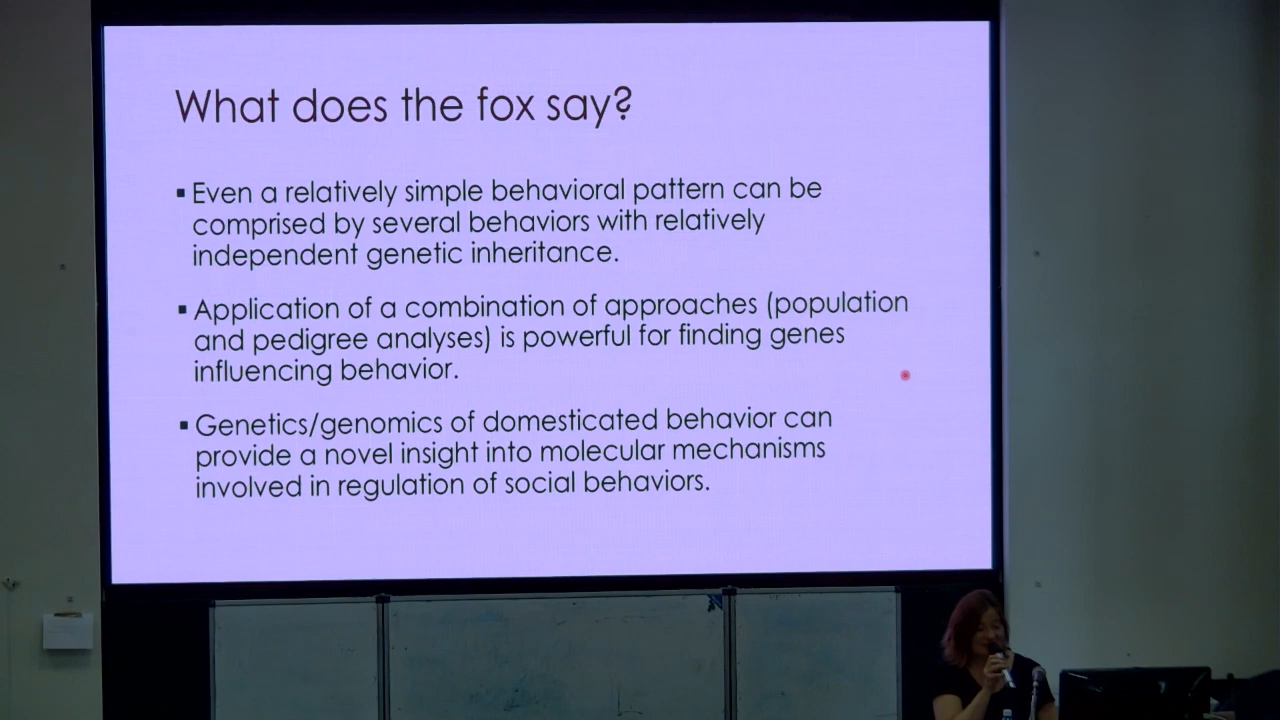 What does the fox say?
▪ Even a relatively simple behavioral pattern can be
comprised by several behaviors with relatively
independent genetic inheritance.
▪ Application of a combination of approaches (population
and pedigree analyses) is powerful for finding genes
influencing behavior.
▪ Genetics/genomics of domesticated behavior can
provide a novel insight into molecular mechanisms
involved in regulation of social behaviors.